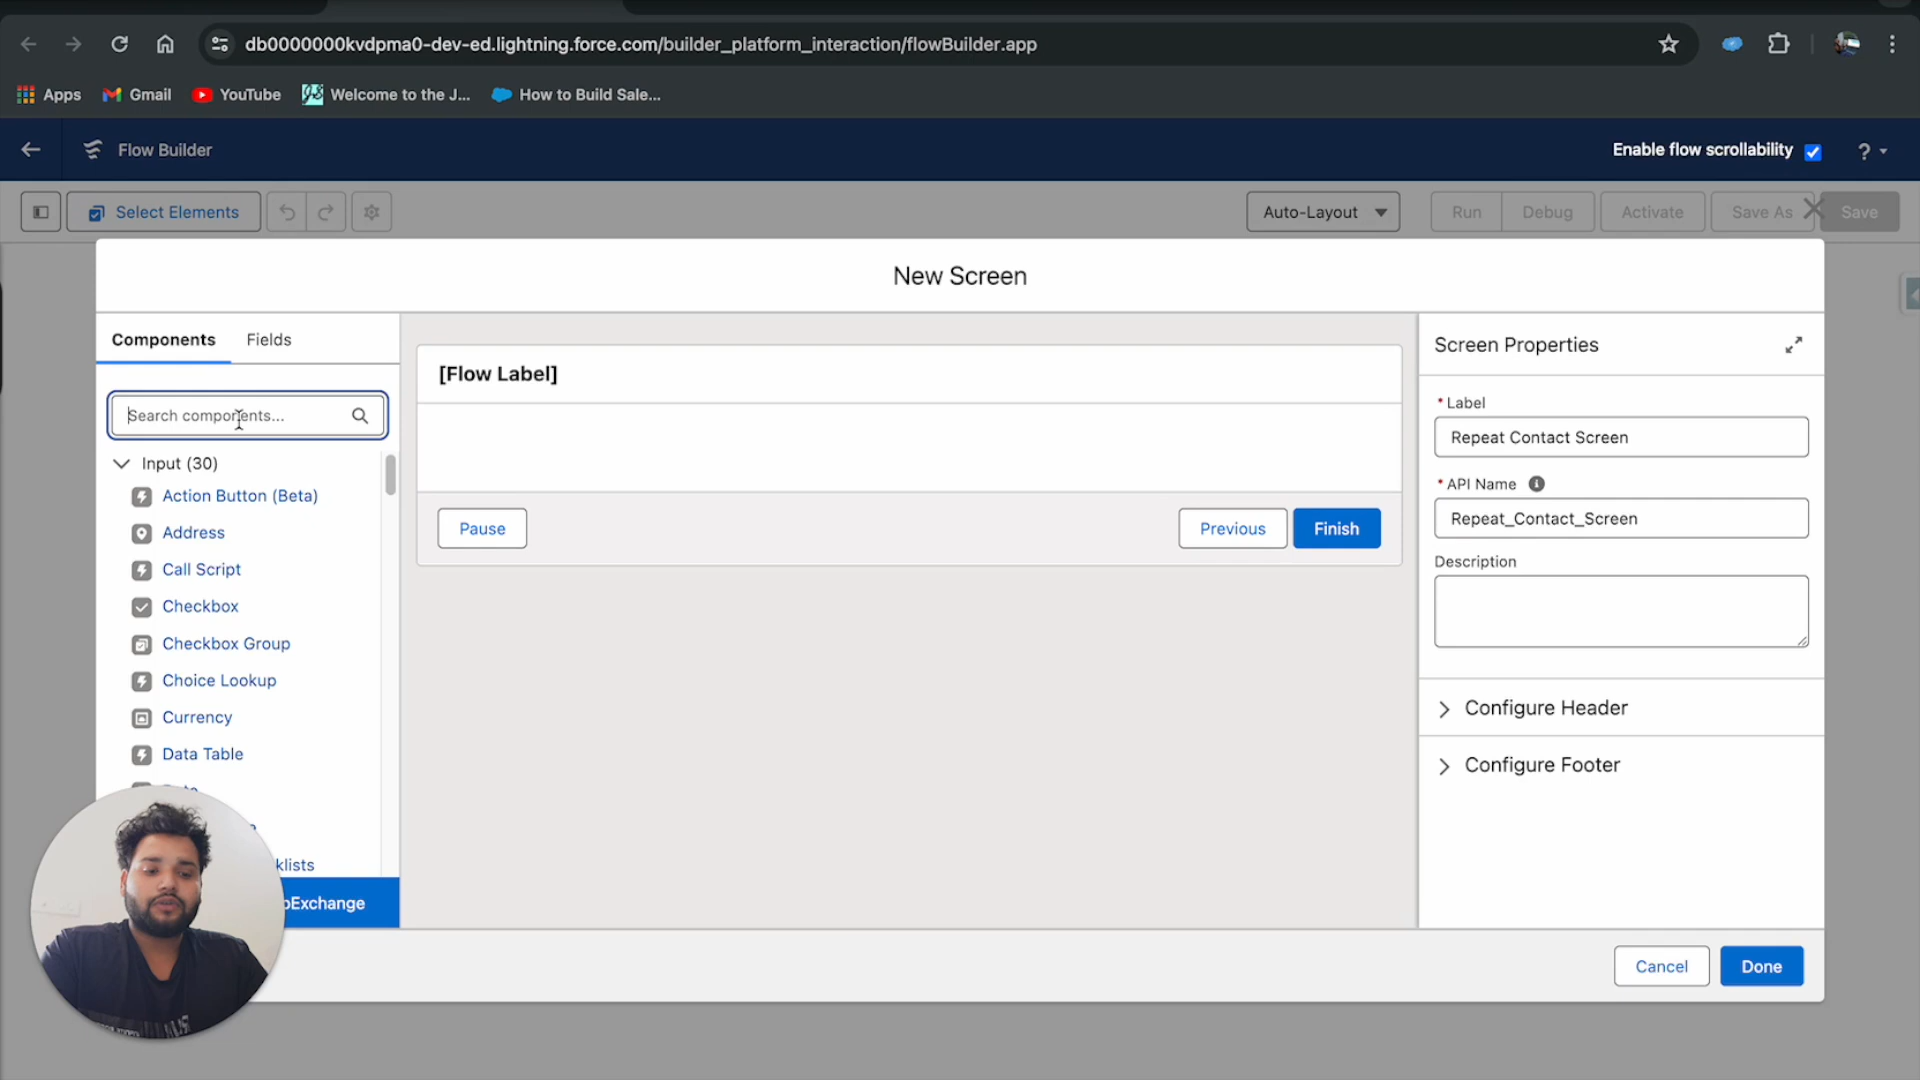 db0000000kvdpma0-dev-ed.lightning.force.com/builder_platform_interaction/flowBuilder.app
Apps Gmail YouTube Welcome to the J... How to Build Sale...
Flow Builder Enable flow scrollability ?
Select Elements Auto-Layout Run Debug Activate Save As Save
New Screen
Components Fields
Search components...
Input (30)
Action Button (Beta)
Address
Call Script
Checkbox
Checkbox Group
Choice Lookup
Currency
Data Table
klists
[Flow Label]
Pause Previous Finish
Screen Properties
* Label
Repeat Contact Screen
* API Name
Repeat_Contact_Screen
Description
Configure Header
Configure Footer
Cancel Done